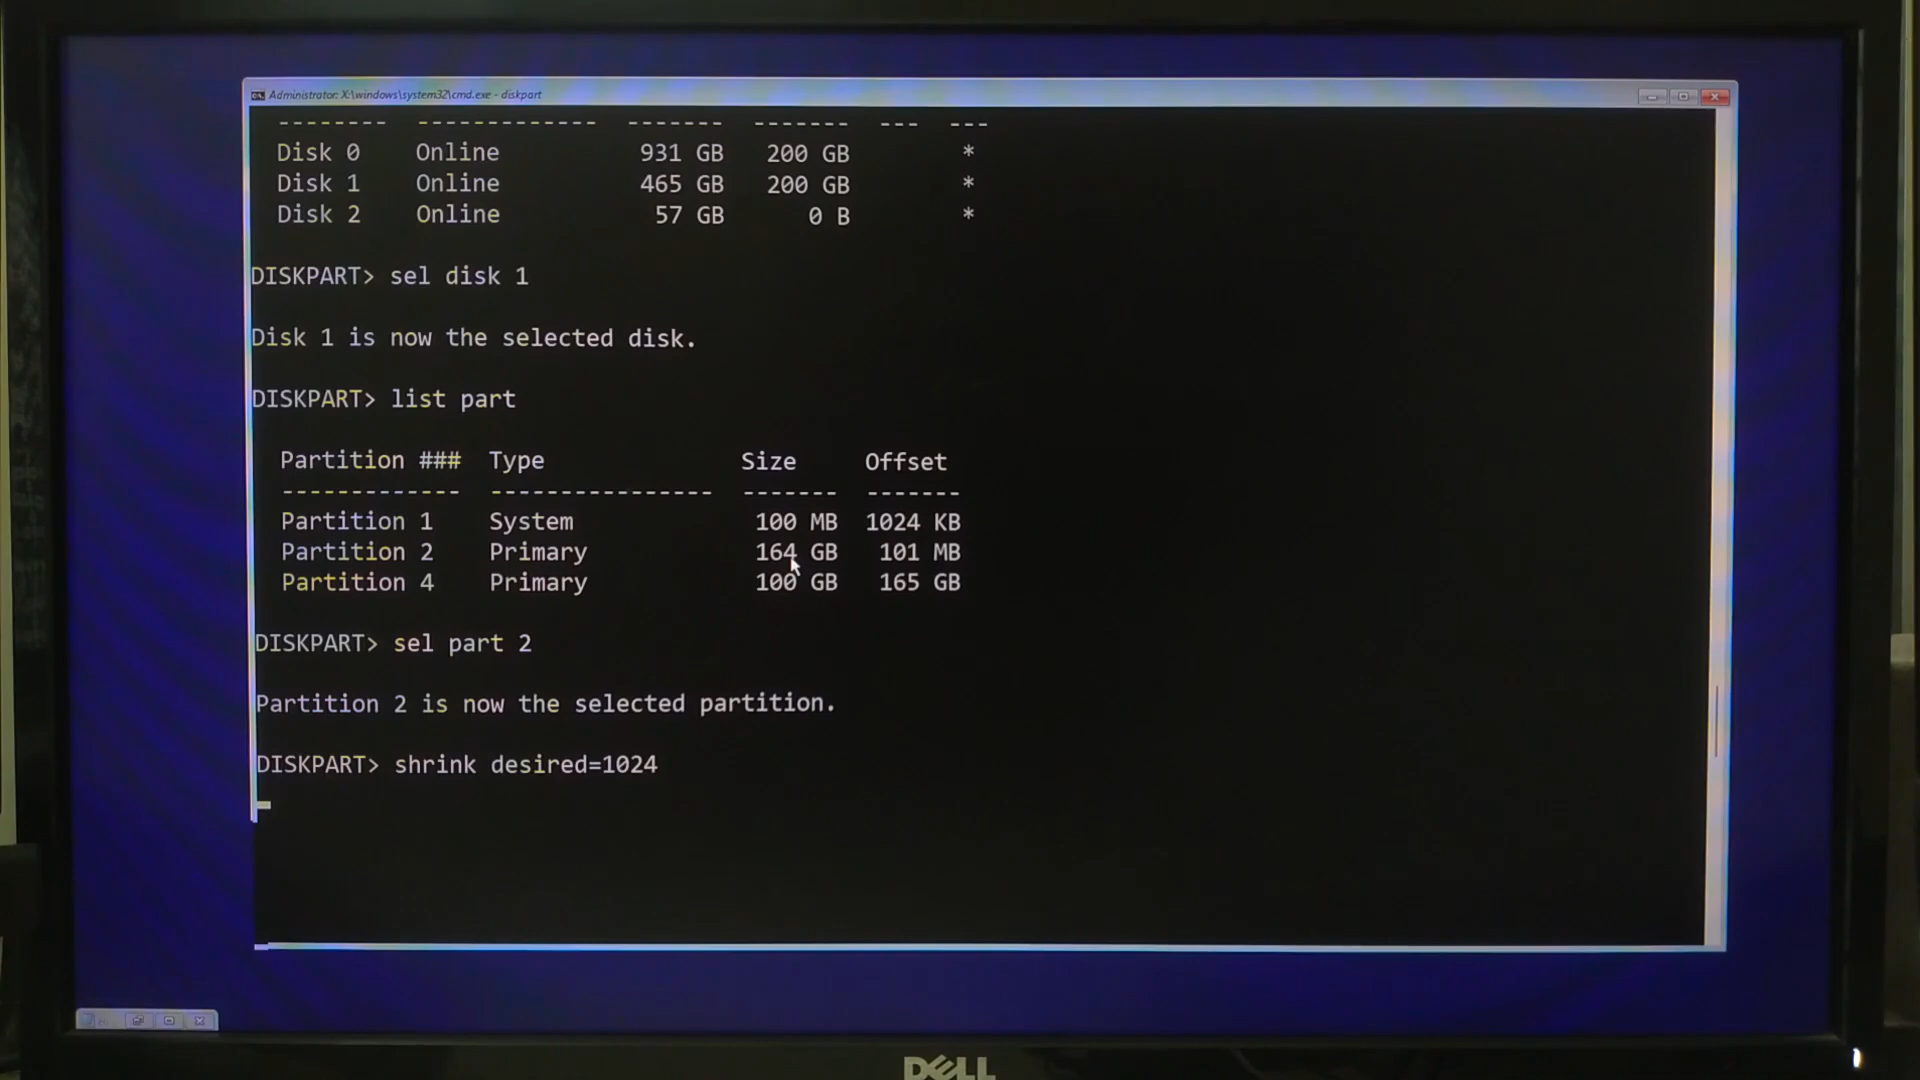 Administrator: X:\windows\system32\cmd.exe - diskpart
-------- ------------- ------- ------- --- ---
Disk 0 Online 931 GB 200 GB *
Disk 1 Online 465 GB 200 GB *
Disk 2 Online 57 GB 0 B *
DISKPART> sel disk 1
Disk 1 is now the selected disk.
DISKPART> list part
Partition ### Type Size Offset
------------- ---------------- ------- -------
Partition 1 System 100 MB 1024 KB
Partition 2 Primary 164 GB 101 MB
Partition 4 Primary 100 GB 165 GB
DISKPART> sel part 2
Partition 2 is now the selected partition.
DISKPART> shrink desired=1024
DELL